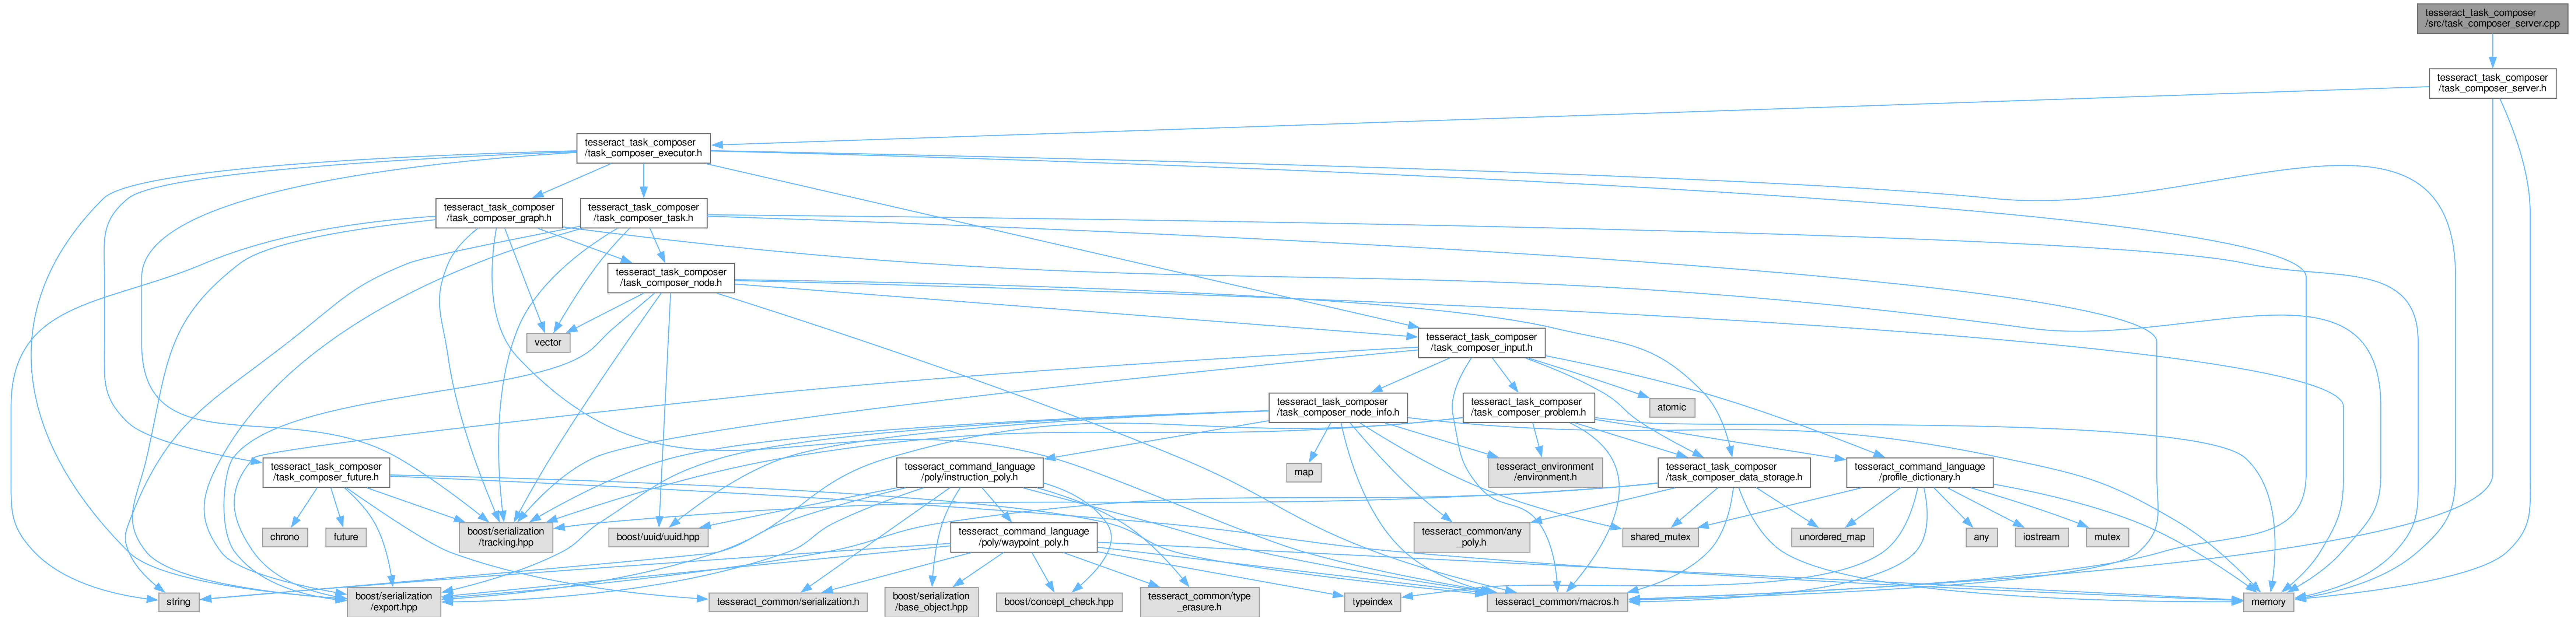 tesseract_task_composer
/src/task_composer_server.cpp
tesseract_task_composer
/task_composer_server.h
tesseract_task_composer
/task_composer_executor.h
tesseract_task_composer
/task_composer_graph.h
tesseract_task_composer
/task_composer_task.h
tesseract_task_composer
/task_composer_node.h
vector
tesseract_task_composer
/task_composer_input.h
tesseract_task_composer
/task_composer_node_info.h
tesseract_task_composer
/task_composer_problem.h
atomic
tesseract_task_composer
/task_composer_future.h
map
tesseract_command_language
/poly/instruction_poly.h
tesseract_environment
/environment.h
tesseract_task_composer
/task_composer_data_storage.h
tesseract_command_language
/profile_dictionary.h
chrono
future
boost/serialization
/tracking.hpp
boost/uuid/uuid.hpp
tesseract_command_language
/poly/waypoint_poly.h
tesseract_common/any
_poly.h
shared_mutex
unordered_map
any
iostream
mutex
string
boost/serialization
/export.hpp
tesseract_common/serialization.h
boost/serialization
/base_object.hpp
boost/concept_check.hpp
tesseract_common/type
_erasure.h
typeindex
tesseract_common/macros.h
memory